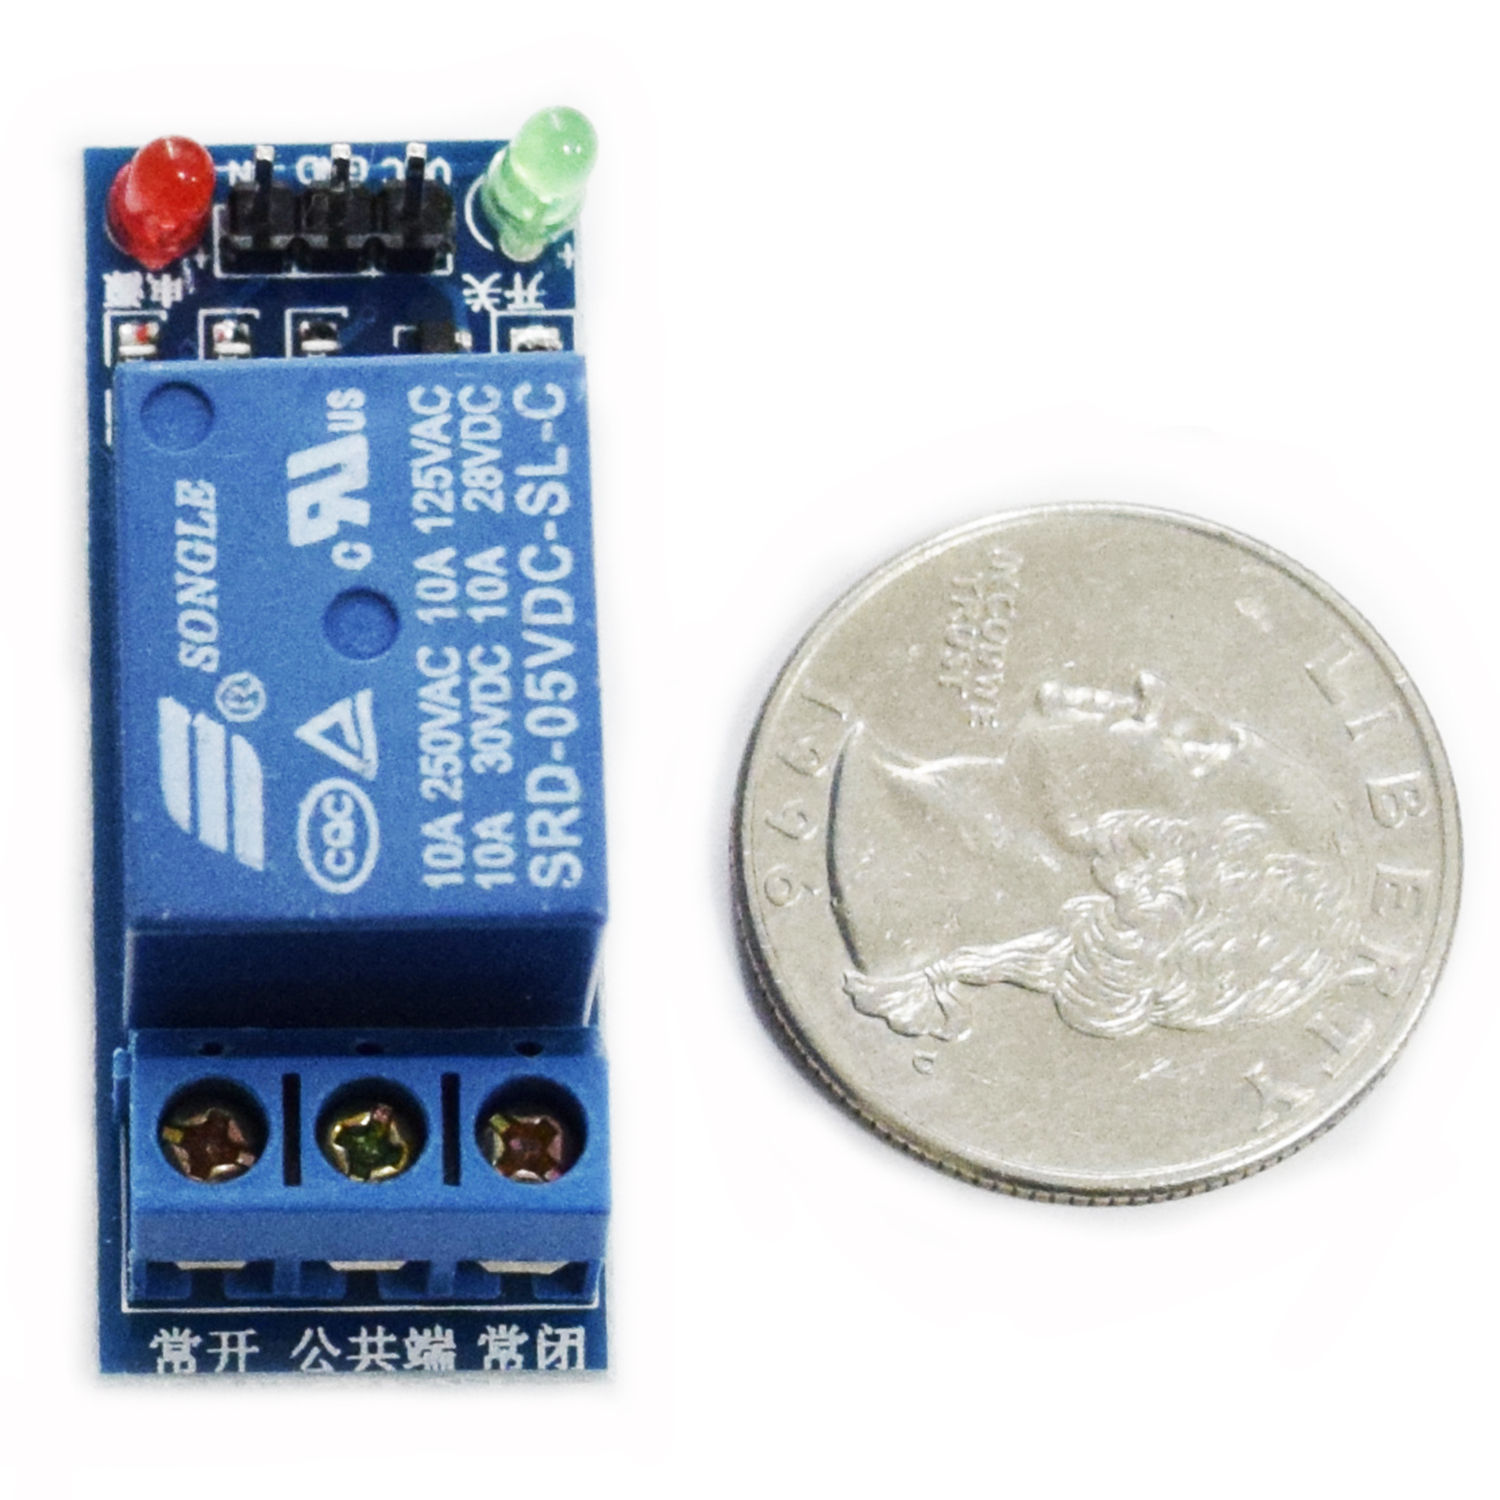 IN GND VCC
电源
开关
SONGLE
®
c RU US
CQC
10A 250VAC 10A 125VAC
10A 30VDC 10A 28VDC
SRD-05VDC-SL-C
常开 公共端 常闭
LIBERTY
IN GOD WE
TRUST
1996
D